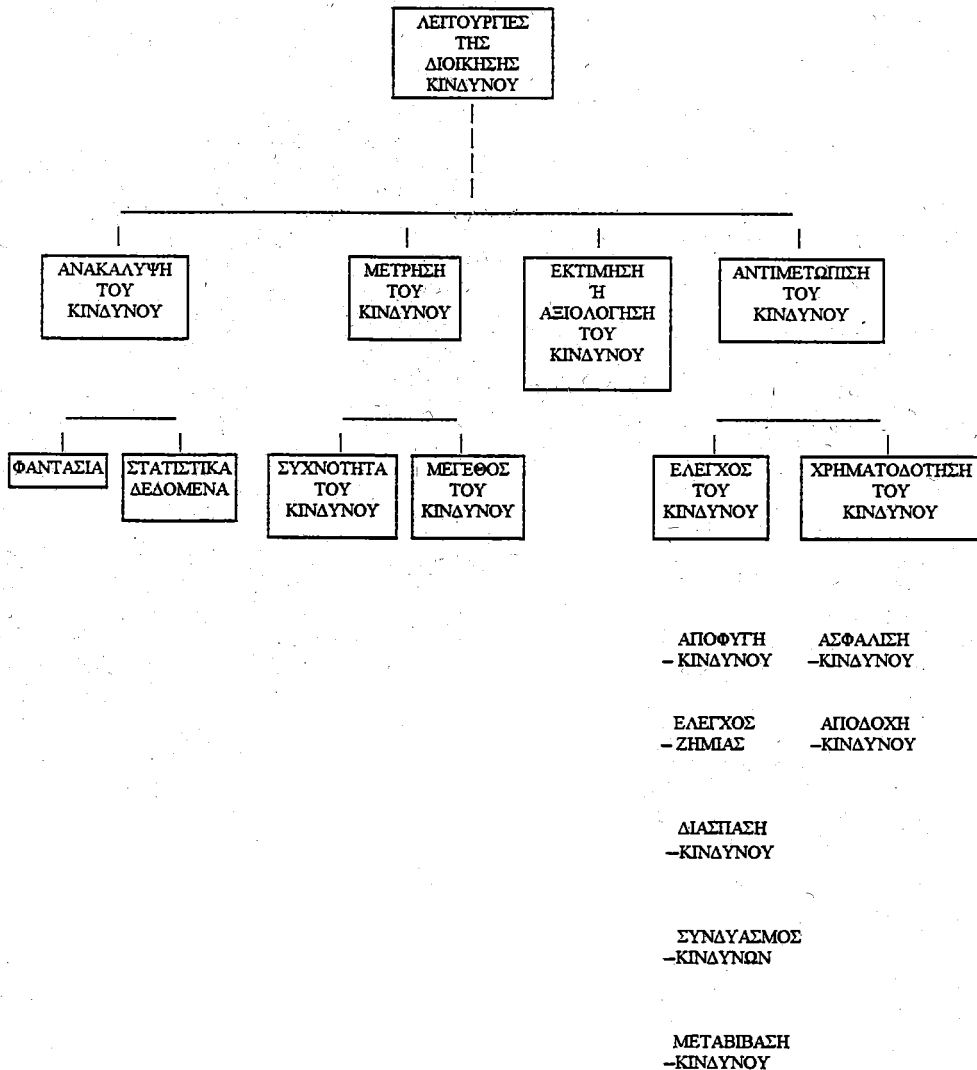 ΛΕΙΤΟΥΡΓΙΕΣ
ΤΗΣ
ΔΙΟΙΚΗΣΗΣ
ΚΙΝΔΥΝΟΥ
ΑΝΑΚΑΛΥΨΗ
ΤΟΥ
ΚΙΝΔΥΝΟΥ
ΜΕΤΡΗΣΗ
ΤΟΥ
ΚΙΝΔΥΝΟΥ
ΕΚΤΙΜΗΣΗ
Ή
ΑΞΙΟΛΟΓΗΣΗ
ΤΟΥ
ΚΙΝΔΥΝΟΥ
ΑΝΤΙΜΕΤΩΠΙΣΗ
ΤΟΥ
ΚΙΝΔΥΝΟΥ
ΦΑΝΤΑΣΙΑ
ΣΤΑΤΙΣΤΙΚΑ
ΔΕΔΟΜΕΝΑ
ΣΥΧΝΟΤΗΤΑ
ΤΟΥ
ΚΙΝΔΥΝΟΥ
ΜΕΓΕΘΟΣ
ΤΟΥ
ΚΙΝΔΥΝΟΥ
ΕΛΕΓΧΟΣ
ΤΟΥ
ΚΙΝΔΥΝΟΥ
ΧΡΗΜΑΤΟΔΟΤΗΣΗ
ΤΟΥ
ΚΙΝΔΥΝΟΥ
ΑΠΟΦΥΓΗ
–ΚΙΝΔΥΝΟΥ
ΑΣΦΑΛΙΣΗ
–ΚΙΝΔΥΝΟΥ
ΕΛΕΓΧΟΣ
–ΖΗΜΙΑΣ
ΑΠΟΔΟΧΗ
–ΚΙΝΔΥΝΟΥ
ΔΙΑΣΠΑΣΗ
–ΚΙΝΔΥΝΟΥ
ΣΥΝΔΥΑΣΜΟΣ
–ΚΙΝΔΥΝΩΝ
ΜΕΤΑΒΙΒΑΣΗ
–ΚΙΝΔΥΝΟΥ